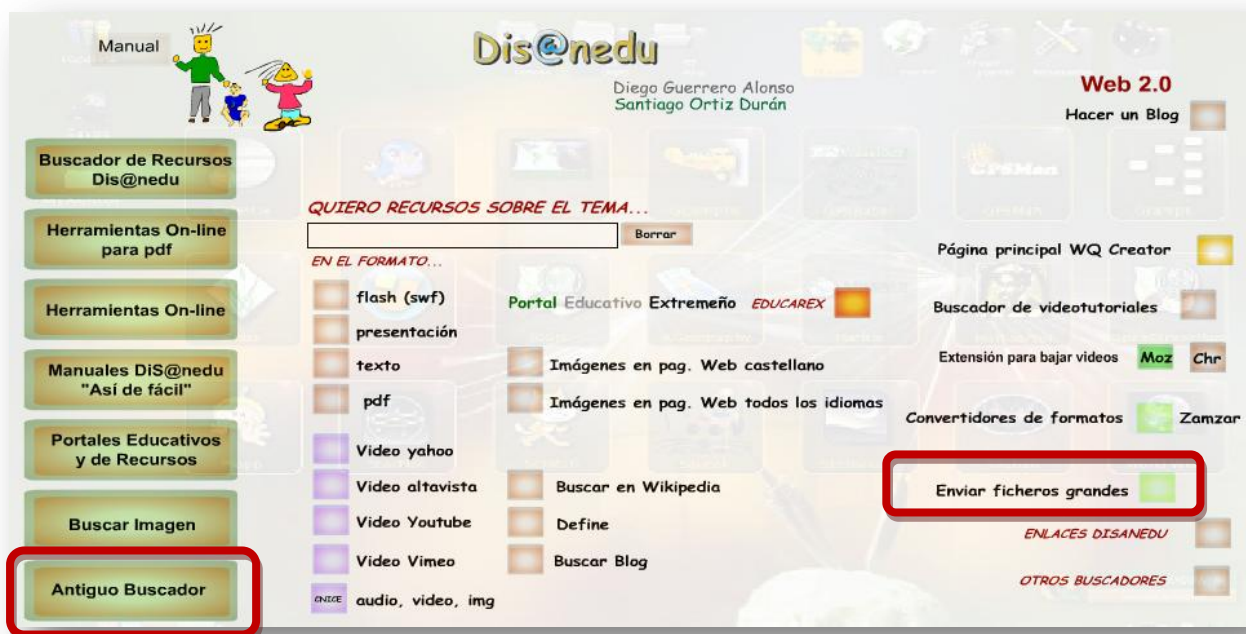 Manual
Dis@nedu
Diego Guerrero Alonso
Santiago Ortiz Durán
Web 2.0
Hacer un Blog
Buscador de Recursos
Dis@nedu
Herramientas On-line
para pdf
Herramientas On-line
Manuales DiS@nedu
"Así de fácil"
Portales Educativos
y de Recursos
Buscar Imagen
Antiguo Buscador
QUIERO RECURSOS SOBRE EL TEMA...
Borrar
EN EL FORMATO...
flash (swf)
presentación
texto
pdf
Video yahoo
Video altavista
Video Youtube
Video Vimeo
CNICE audio, video, img
Portal Educativo Extremeño EDUCAREX
Imágenes en pag. Web castellano
Imágenes en pag. Web todos los idiomas
Buscar en Wikipedia
Define
Buscar Blog
Página principal WQ Creator
Buscador de videotutoriales
Extensión para bajar videos Moz Chr
Convertidores de formatos Zamzar
Enviar ficheros grandes
ENLACES DISANEDU
OTROS BUSCADORES